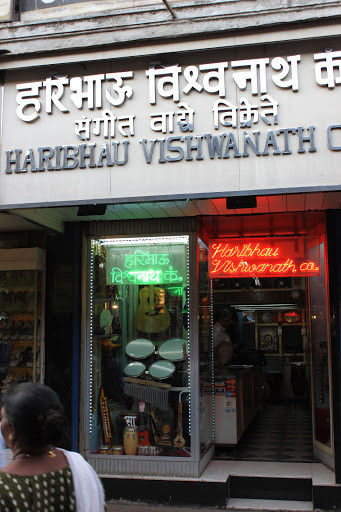 हरिभाऊ विश्वनाथ कं
संगीत वाद्ये विक्रेते
HARIBHAU VISHWANATH C
हरिभाऊ
विश्वनाथ कं.
Haribhau
Vishwanath co.
सा